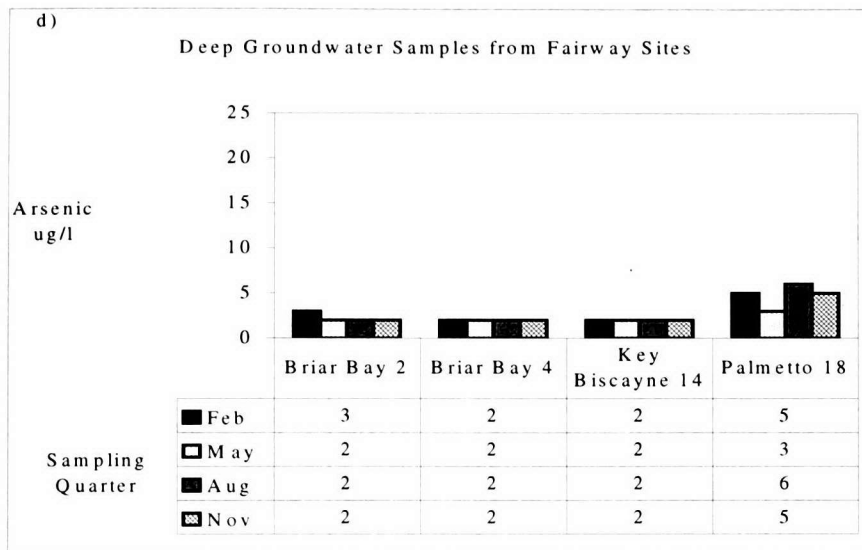 d)
Deep Groundwater Samples from Fairway Sites
25
20
15
10
5
0
Arsenic
ug/l
Briar Bay 2 Briar Bay 4 Key Biscayne 14 Palmetto 18
Feb 3 2 2 5
May 2 2 2 3
Aug 2 2 2 6
Nov 2 2 2 5
Sampling
Quarter